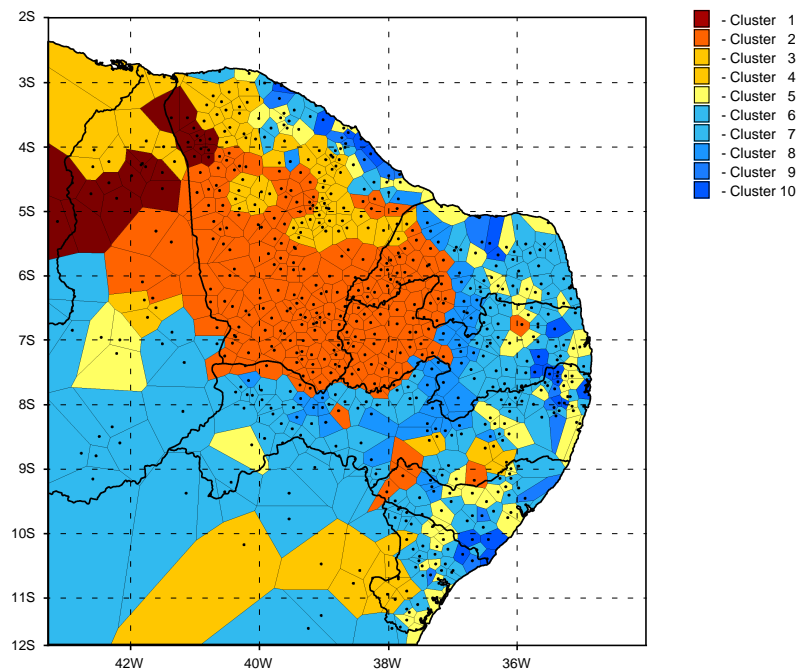 2S
3S
4S
5S
6S
7S
8S
9S
10S
11S
12S
42W 40W 38W 36W
- Cluster 1
- Cluster 2
- Cluster 3
- Cluster 4
- Cluster 5
- Cluster 6
- Cluster 7
- Cluster 8
- Cluster 9
- Cluster 10